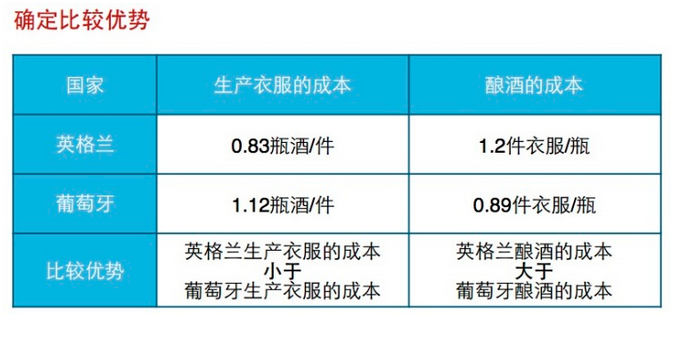 确定比较优势
国家 生产衣服的成本 酿酒的成本
英格兰 0.83瓶酒/件 1.2件衣服/瓶
葡萄牙 1.12瓶酒/件 0.89件衣服/瓶
比较优势
英格兰生产衣服的成本
小于
葡萄牙生产衣服的成本
英格兰酿酒的成本
大于
葡萄牙酿酒的成本